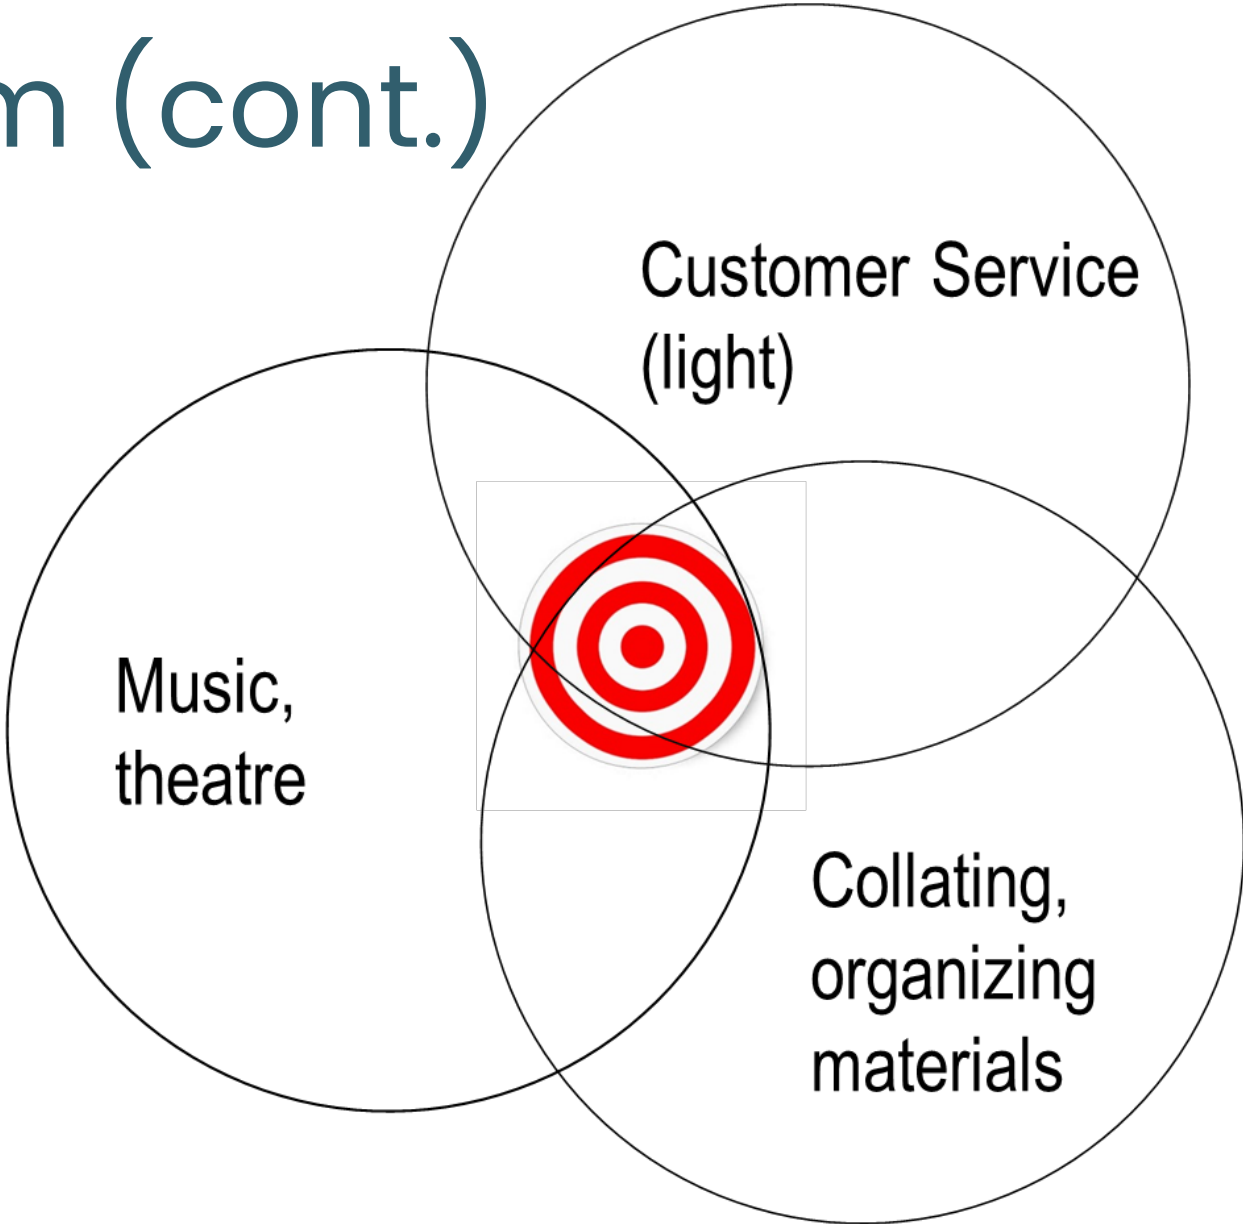 m (cont.)
Customer Service
(light)
Music,
theatre
Collating,
organizing
materials